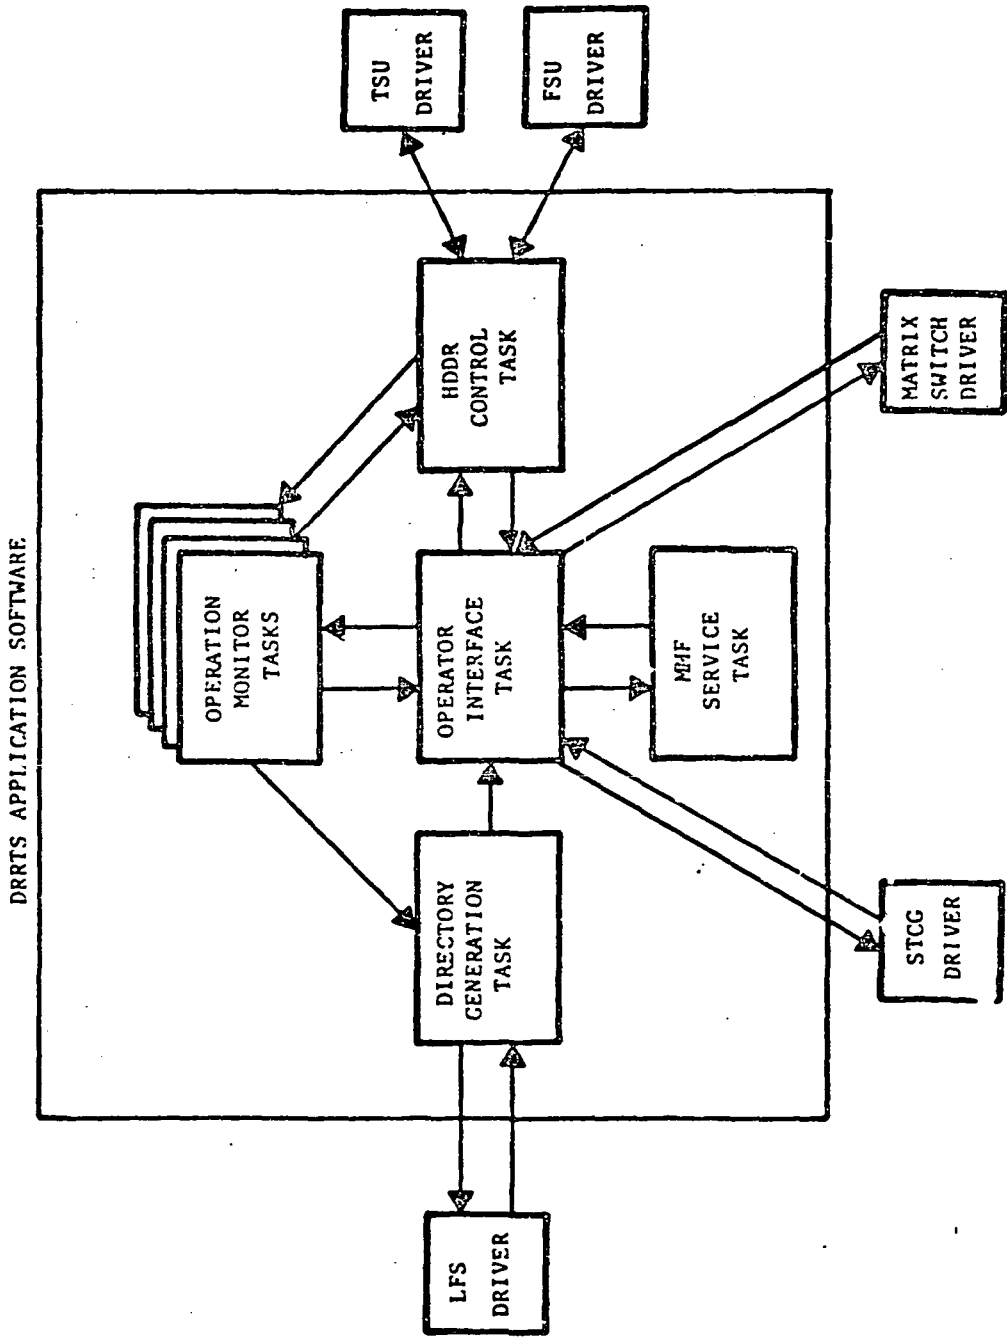 DRRTS APPLICATION SOFTWARE
OPERATION
MONITOR
TASKS
LFS
DRIVER
DIRECTORY
GENERATION
TASK
OPERATOR
INTERFACE
TASK
HDDR
CONTROL
TASK
TSU
DRIVER
FSU
DRIVER
MMF
SERVICE
TASK
STCG
DRIVER
MATRIX
SWITCH
DRIVER